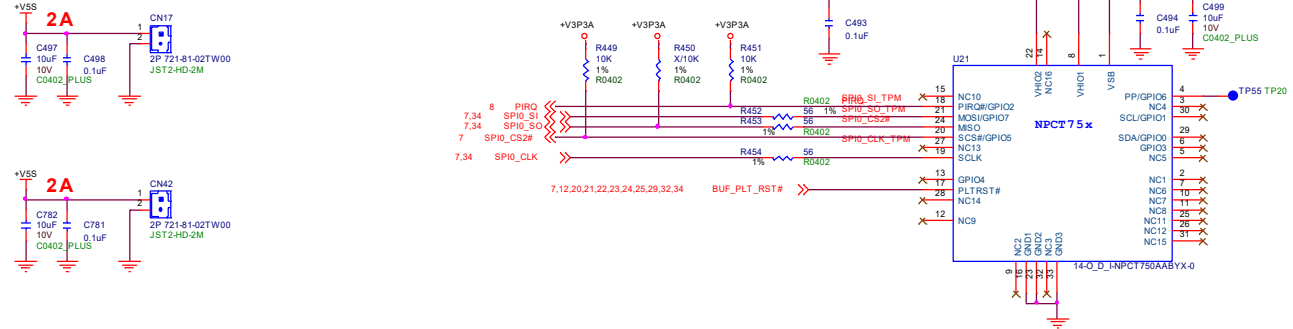 +V5S
2A
CN17
1
2
C497
10uF
10V
C0402_PLUS
C498
0.1uF
2P 721-81-02TW00
JST2-HD-2M
+V5S
2A
CN42
1
2
C782
10uF
10V
C0402_PLUS
C781
0.1uF
2P 721-81-02TW00
JST2-HD-2M
+V3P3A
+V3P3A
+V3P3A
R449
10K
1%
R0402
R450
X/10K
1%
R0402
R451
10K
1%
R0402
C493
0.1uF
C494
0.1uF
C499
10uF
10V
C0402_PLUS
8 PIRQ
7,34 SPI0_SI
7,34 SPI0_SO
7 SPI0_CS2#
7,34 SPI0_CLK
7,12,20,21,22,23,24,25,29,32,34 BUF_PLT_RST#
R452 56 1% R0402
R453 56 1% R0402
R454 56 1% R0402
PIRQ
SPI0_SI_TPM
SPI0_SO_TPM
SPI0_CS2#
SPI0_CLK_TPM
U21
NPCT75x
22 VHIO2
14 NC16
8 VHIO1
1 VSB
15 NC10
18 PIRQ#/GPIO2
21 MOSI/GPIO7
24 MISO
20 SCS#/GPIO5
27 NC13
19 SCLK
13 GPIO4
17 PLTRST#
28 NC14
12 NC9
PP/GPIO6 4
NC4 3
SCL/GPIO1 30
SDA/GPIO0 29
GPIO3 6
NC5 5
NC1 2
NC6 7
NC7 10
NC8 11
NC11 25
NC12 26
NC15 31
NC2 9
GND1 16
GND2 23
NC3 32
GND3 33
14-O_D_I-NPCT750AABYX-0
TP55 TP20